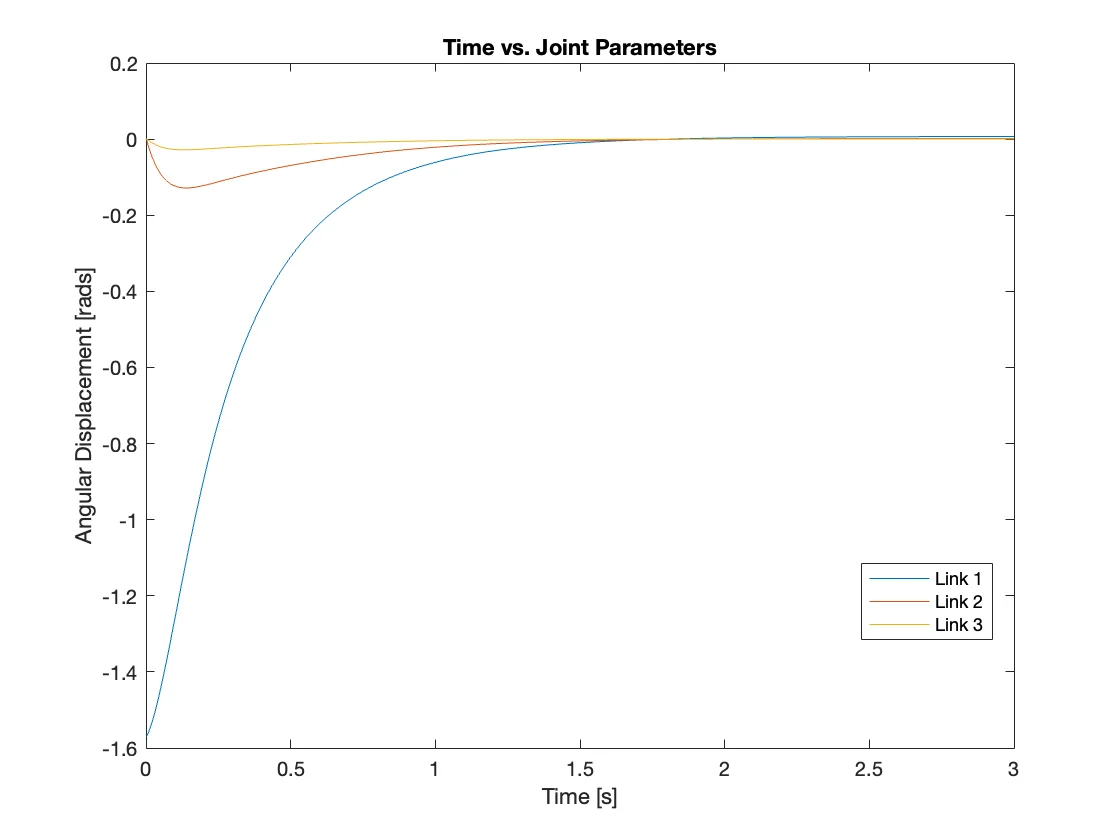 Time vs. Joint Parameters
0.2
0
-0.2
-0.4
-0.6
-0.8
-1
-1.2
-1.4
-1.6
Angular Displacement [rads]
Link 1
Link 2
Link 3
0 0.5 1 1.5 2 2.5 3
Time [s]